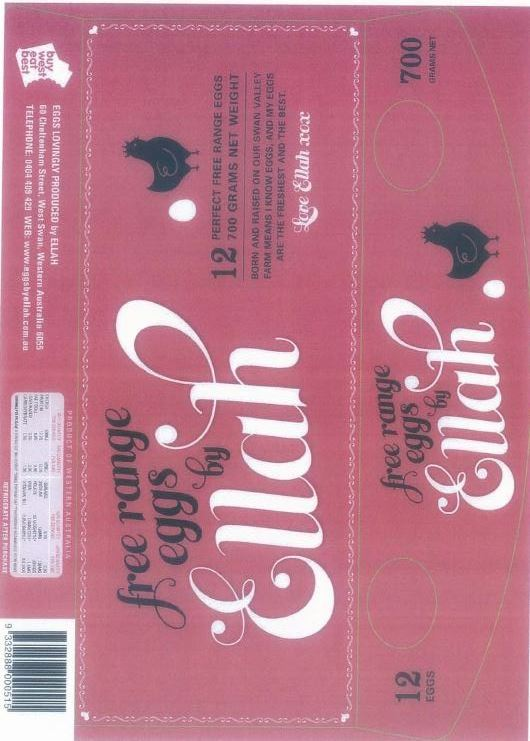 free range
eggs
by
Ellah
12 PERFECT FREE RANGE EGGS
700 GRAMS NET WEIGHT
BORN AND RAISED ON OUR SWAN VALLEY
FARM MEANS I KNOW EGGS, AND MY EGGS
ARE THE FRESHEST AND THE BEST.
Love Ellah xox
700
GRAMS NET
free range
eggs
by
Ellah
12
EGGS
buy
west
eat
best
EGGS LOVINGLY PRODUCED by ELLAH
60 Cheltenham Street, West Swan, Western Australia 6055
TELEPHONE: 0404 409 429 WEB: www.eggsbyellah.com.au
PRODUCT OF WESTERN AUSTRALIA
REFRIGERATE AFTER PURCHASE
9 332888 000515